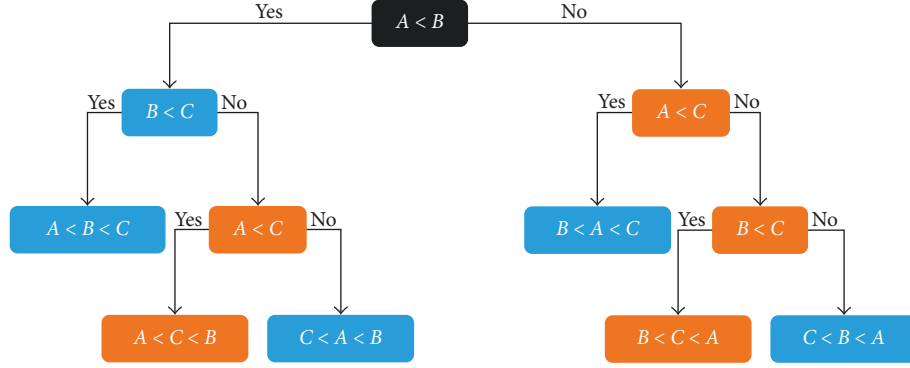 Yes A < B No
Yes B < C No
Yes A < C No
A < B < C
Yes A < C No
B < A < C
Yes B < C No
A < C < B
C < A < B
B < C < A
C < B < A